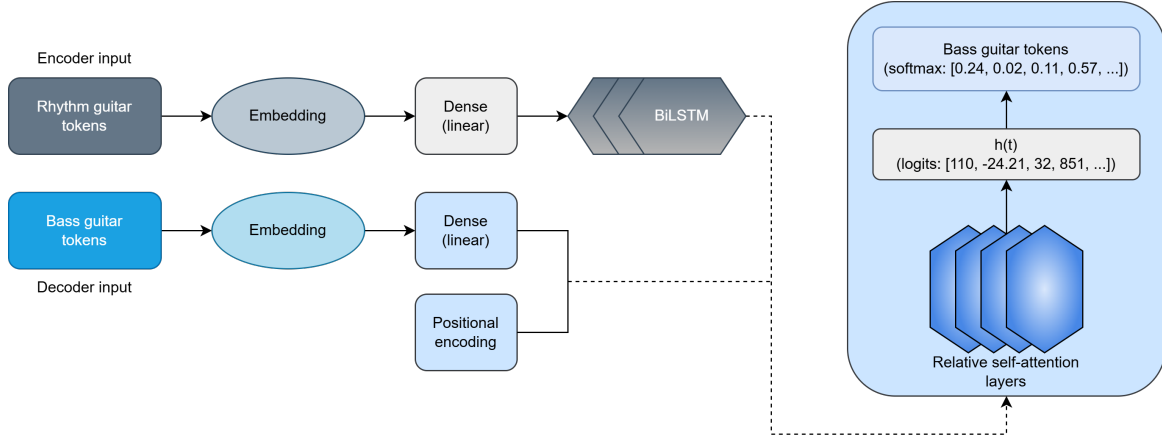 Encoder input
Rhythm guitar
tokens
Embedding
Dense
(linear)
BiLSTM
Bass guitar
tokens
Embedding
Dense
(linear)
Decoder input
Positional
encoding
Bass guitar tokens
(softmax: [0.24, 0.02, 0.11, 0.57, ...])
h(t)
(logits: [110, -24.21, 32, 851, ...])
Relative self-attention
layers